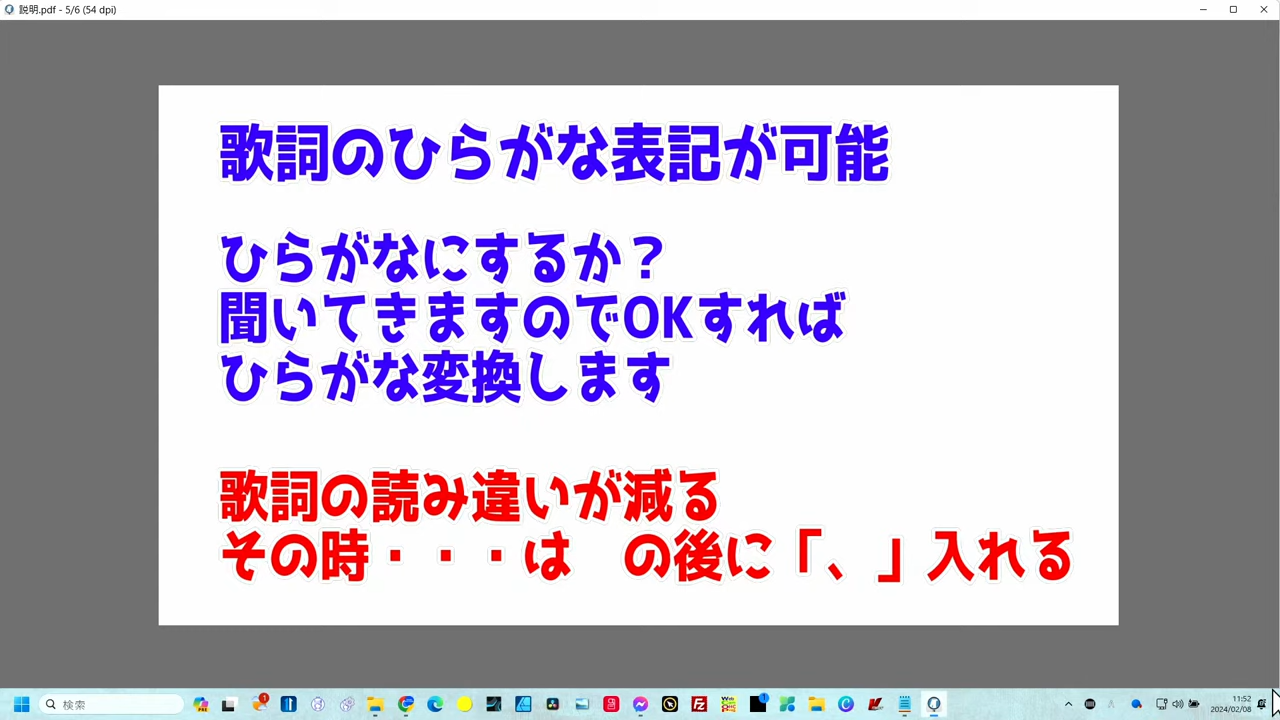 説明.pdf - 5/6 (54 dpi)
歌詞のひらがな表記が可能
ひらがなにするか？
聞いてきますのでOKすれば
ひらがな変換します
歌詞の読み違いが減る
その時・・・は　の後に「、」入れる
検索
11:52
2024/02/08